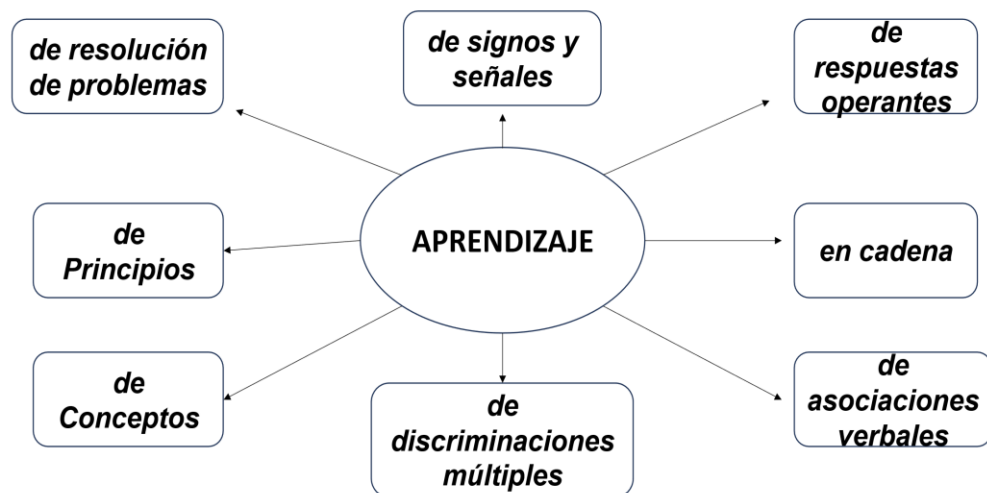 de resolución
de problemas
de signos y
señales
de
respuestas
operantes
de
Principios
APRENDIZAJE
en cadena
de
Conceptos
de
discriminaciones
múltiples
de
asociaciones
verbales